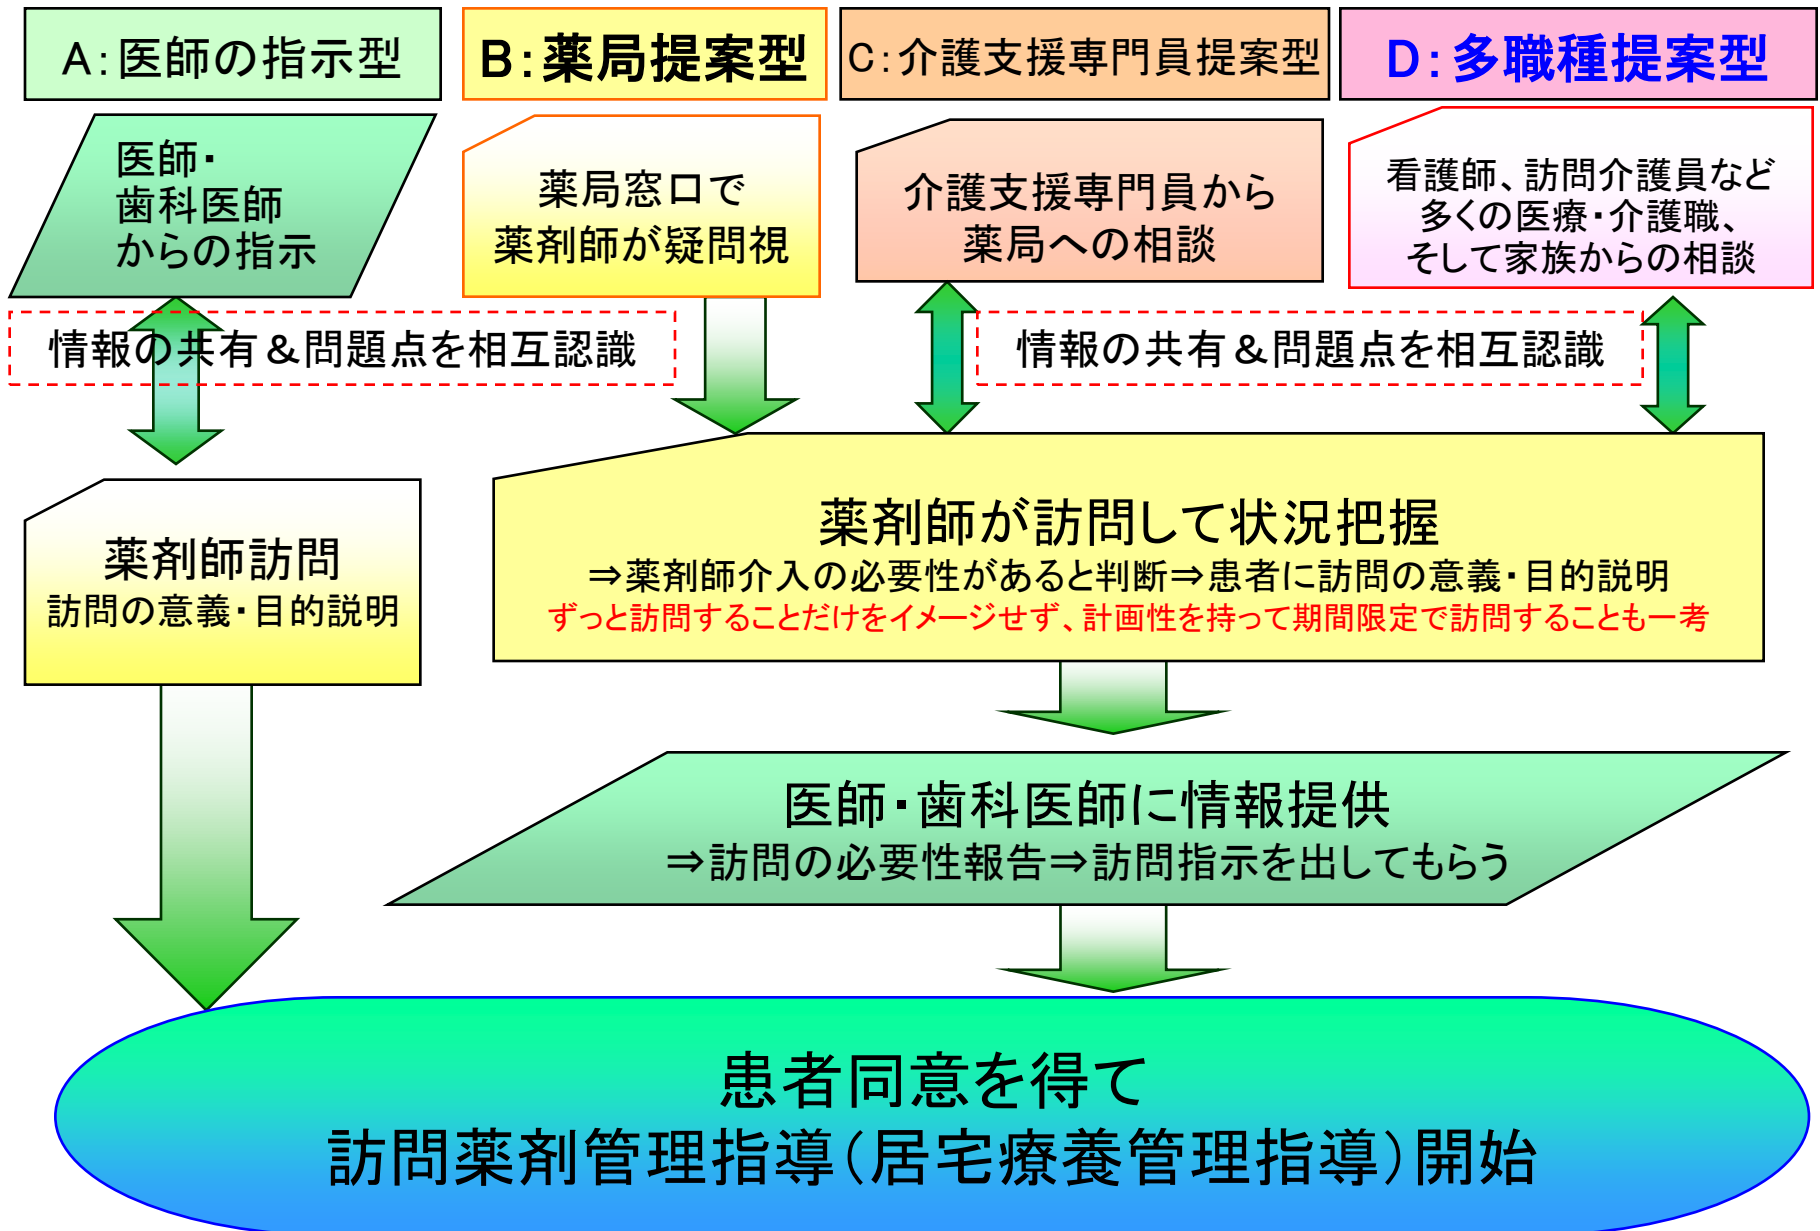 A：医師の指示型
B：薬局提案型
C：介護支援専門員提案型
D：多職種提案型
医師・
歯科医師
からの指示
薬局窓口で
薬剤師が疑問視
介護支援専門員から
薬局への相談
看護師、訪問介護員など
多くの医療・介護職、
そして家族からの相談
情報の共有＆問題点を相互認識
情報の共有＆問題点を相互認識
薬剤師訪問
訪問の意義・目的説明
薬剤師が訪問して状況把握
⇒薬剤師介入の必要性があると判断⇒患者に訪問の意義・目的説明
ずっと訪問することだけをイメージせず、計画性を持って期間限定で訪問することも一考
医師・歯科医師に情報提供
⇒訪問の必要性報告⇒訪問指示を出してもらう
患者同意を得て
訪問薬剤管理指導（居宅療養管理指導）開始